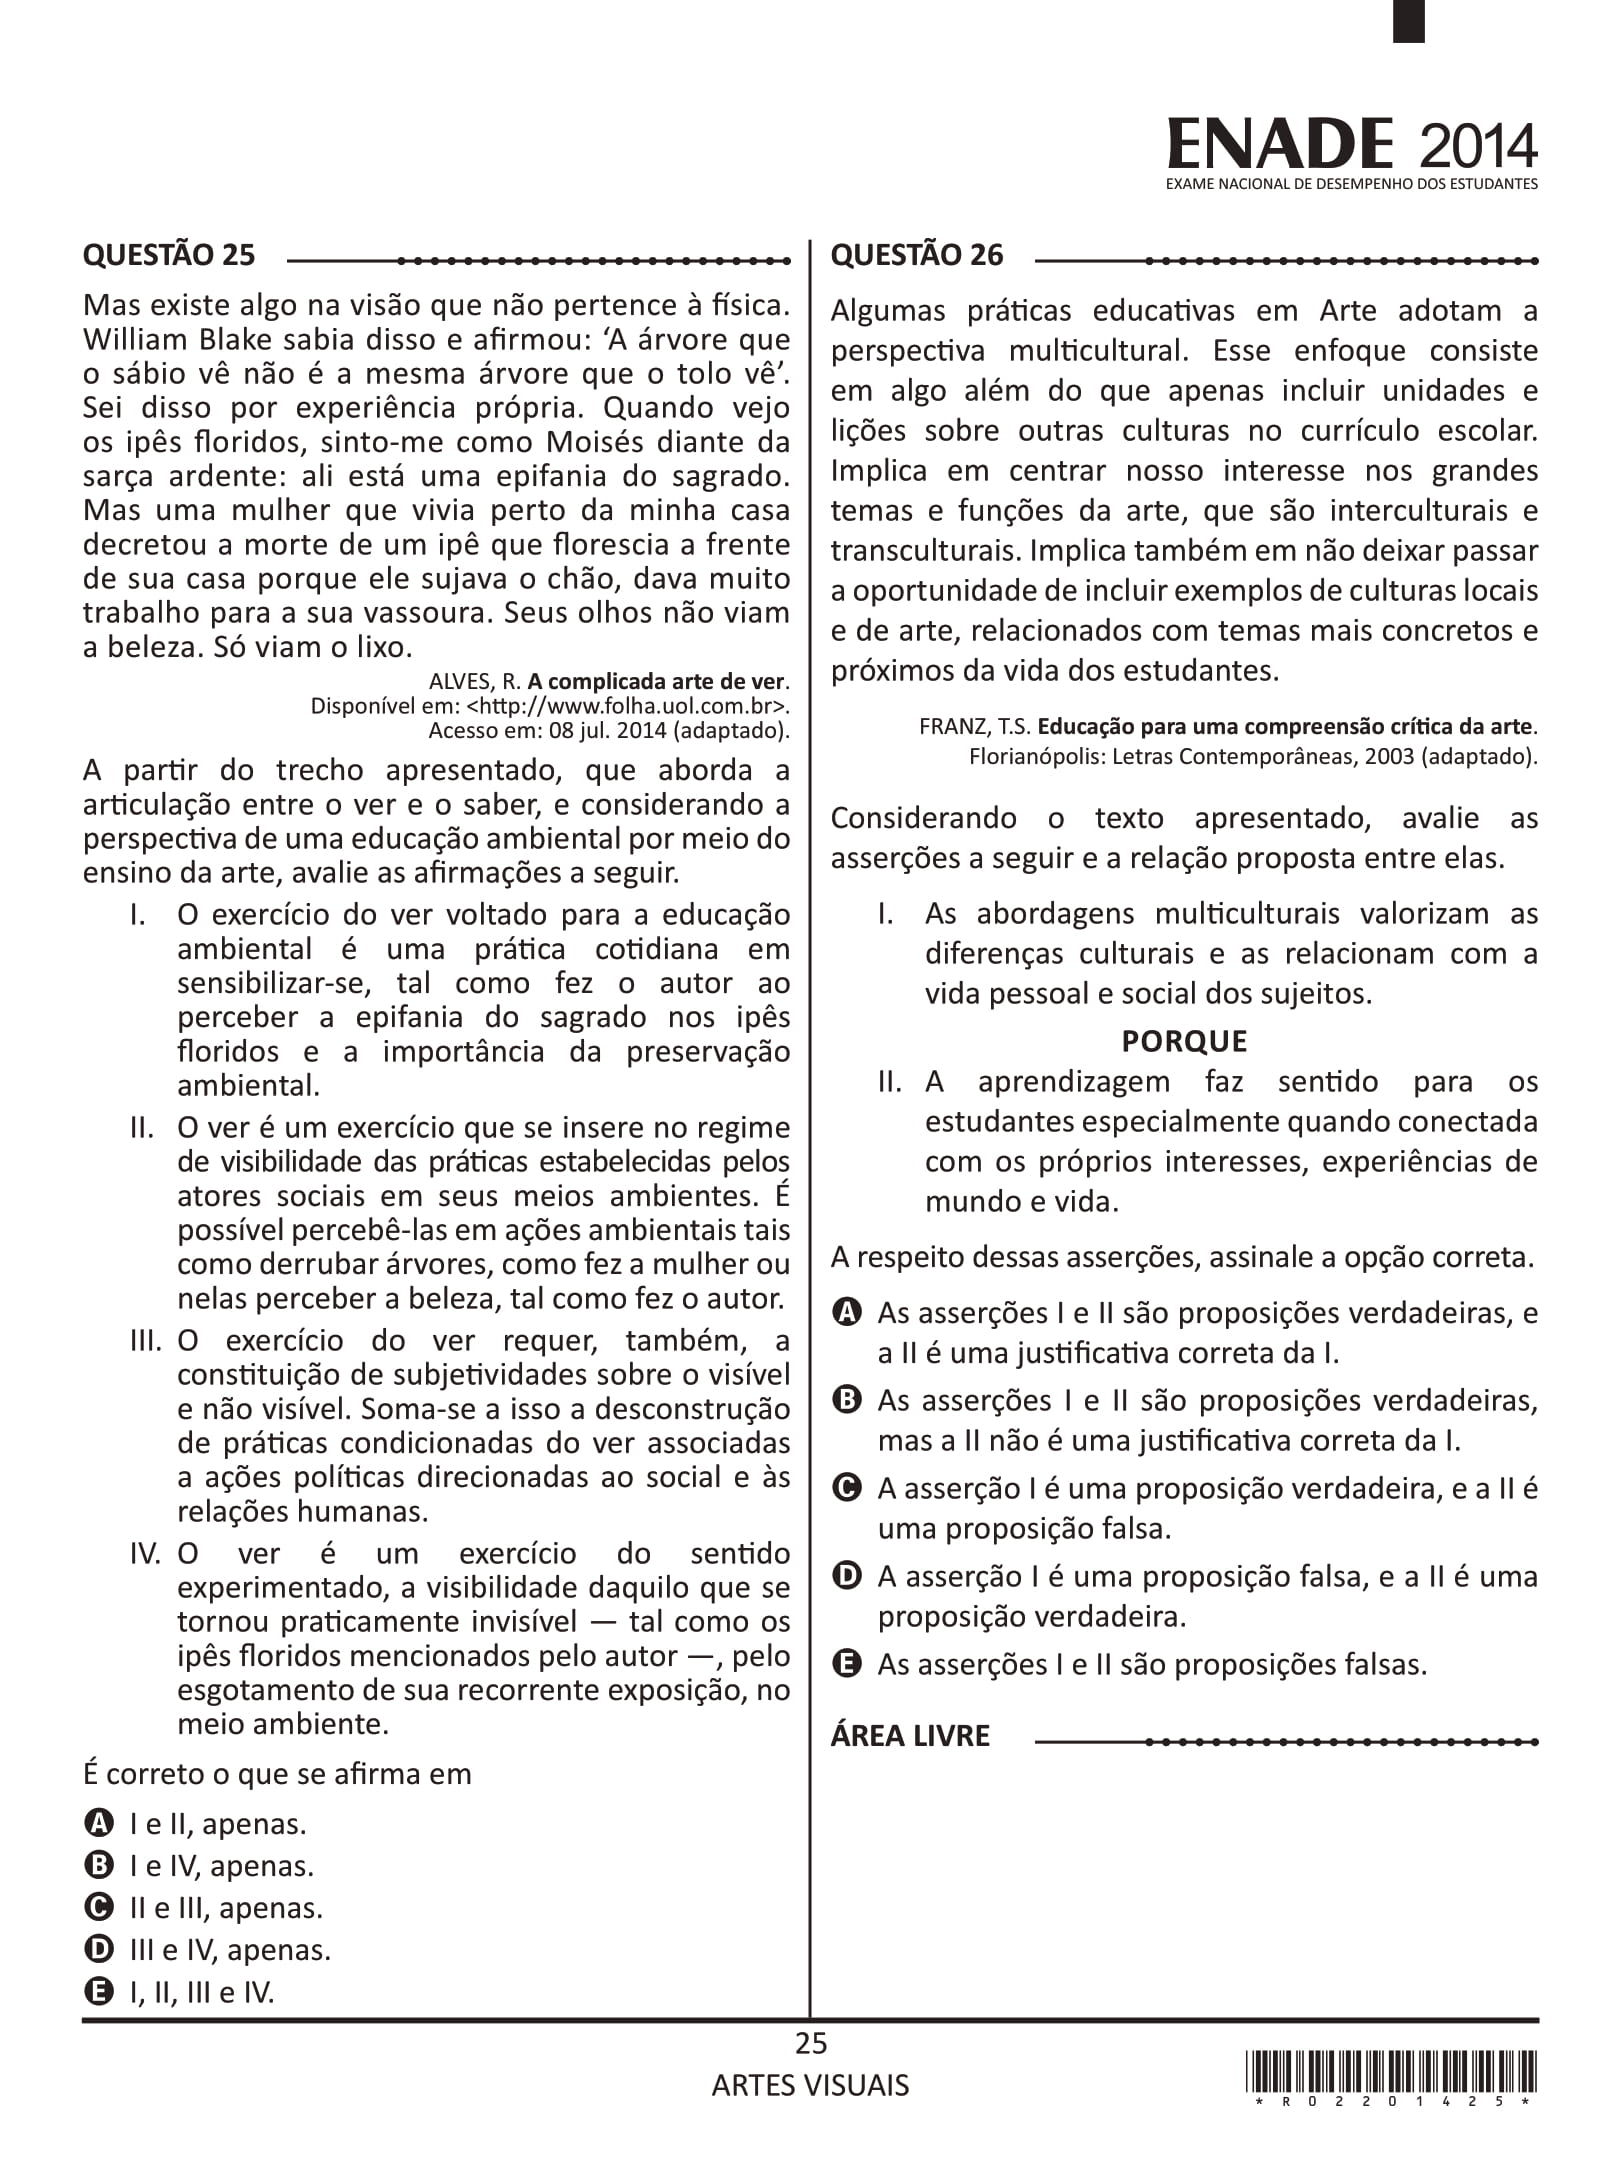 ENADE 2014
EXAME NACIONAL DE DESEMPENHO DOS ESTUDANTES
QUESTÃO 25
Mas existe algo na visão que não pertence à física.
William Blake sabia disso e afirmou: ‘A árvore que
o sábio vê não é a mesma árvore que o tolo vê’.
Sei disso por experiência própria. Quando vejo
os ipês floridos, sinto-me como Moisés diante da
sarça ardente: ali está uma epifania do sagrado.
Mas uma mulher que vivia perto da minha casa
decretou a morte de um ipê que florescia a frente
de sua casa porque ele sujava o chão, dava muito
trabalho para a sua vassoura. Seus olhos não viam
a beleza. Só viam o lixo.
ALVES, R. A complicada arte de ver.
Disponível em: <http://www.folha.uol.com.br>.
Acesso em: 08 jul. 2014 (adaptado).
A partir do trecho apresentado, que aborda a
articulação entre o ver e o saber, e considerando a
perspectiva de uma educação ambiental por meio do
ensino da arte, avalie as afirmações a seguir.
I. O exercício do ver voltado para a educação
ambiental é uma prática cotidiana em
sensibilizar-se, tal como fez o autor ao
perceber a epifania do sagrado nos ipês
floridos e a importância da preservação
ambiental.
II. O ver é um exercício que se insere no regime
de visibilidade das práticas estabelecidas pelos
atores sociais em seus meios ambientes. É
possível percebê-las em ações ambientais tais
como derrubar árvores, como fez a mulher ou
nelas perceber a beleza, tal como fez o autor.
III. O exercício do ver requer, também, a
constituição de subjetividades sobre o visível
e não visível. Soma-se a isso a desconstrução
de práticas condicionadas do ver associadas
a ações políticas direcionadas ao social e às
relações humanas.
IV. O ver é um exercício do sentido
experimentado, a visibilidade daquilo que se
tornou praticamente invisível — tal como os
ipês floridos mencionados pelo autor —, pelo
esgotamento de sua recorrente exposição, no
meio ambiente.
É correto o que se afirma em
A I e II, apenas.
B I e IV, apenas.
C II e III, apenas.
D III e IV, apenas.
E I, II, III e IV.
QUESTÃO 26
Algumas práticas educativas em Arte adotam a
perspectiva multicultural. Esse enfoque consiste
em algo além do que apenas incluir unidades e
lições sobre outras culturas no currículo escolar.
Implica em centrar nosso interesse nos grandes
temas e funções da arte, que são interculturais e
transculturais. Implica também em não deixar passar
a oportunidade de incluir exemplos de culturas locais
e de arte, relacionados com temas mais concretos e
próximos da vida dos estudantes.
FRANZ, T.S. Educação para uma compreensão crítica da arte.
Florianópolis: Letras Contemporâneas, 2003 (adaptado).
Considerando o texto apresentado, avalie as
asserções a seguir e a relação proposta entre elas.
I. As abordagens multiculturais valorizam as
diferenças culturais e as relacionam com a
vida pessoal e social dos sujeitos.
PORQUE
II. A aprendizagem faz sentido para os
estudantes especialmente quando conectada
com os próprios interesses, experiências de
mundo e vida.
A respeito dessas asserções, assinale a opção correta.
A As asserções I e II são proposições verdadeiras, e
a II é uma justificativa correta da I.
B As asserções I e II são proposições verdadeiras,
mas a II não é uma justificativa correta da I.
C A asserção I é uma proposição verdadeira, e a II é
uma proposição falsa.
D A asserção I é uma proposição falsa, e a II é uma
proposição verdadeira.
E As asserções I e II são proposições falsas.
ÁREA LIVRE
25
ARTES VISUAIS
*R02201425*